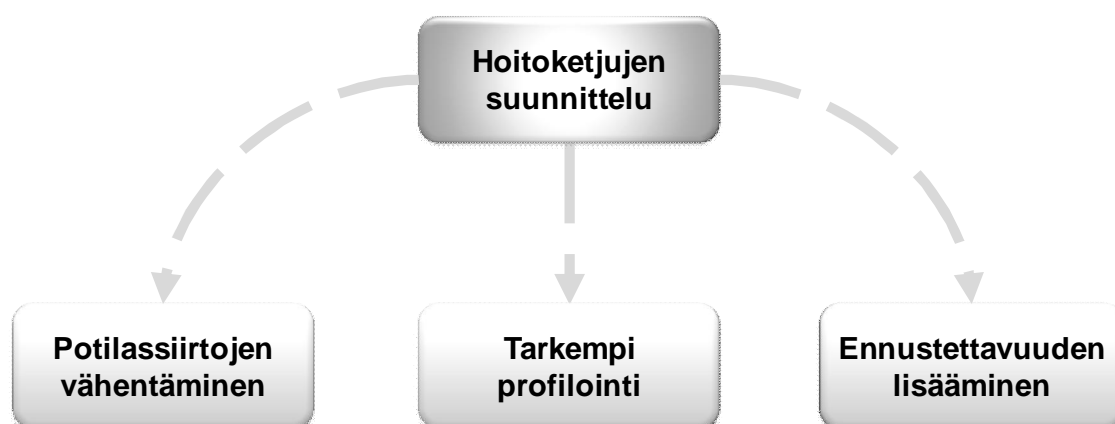 Hoitoketjujen
suunnittelu
Potilassiirtojen
vähentäminen
Tarkempi
profilointi
Ennustettavuuden
lisääminen